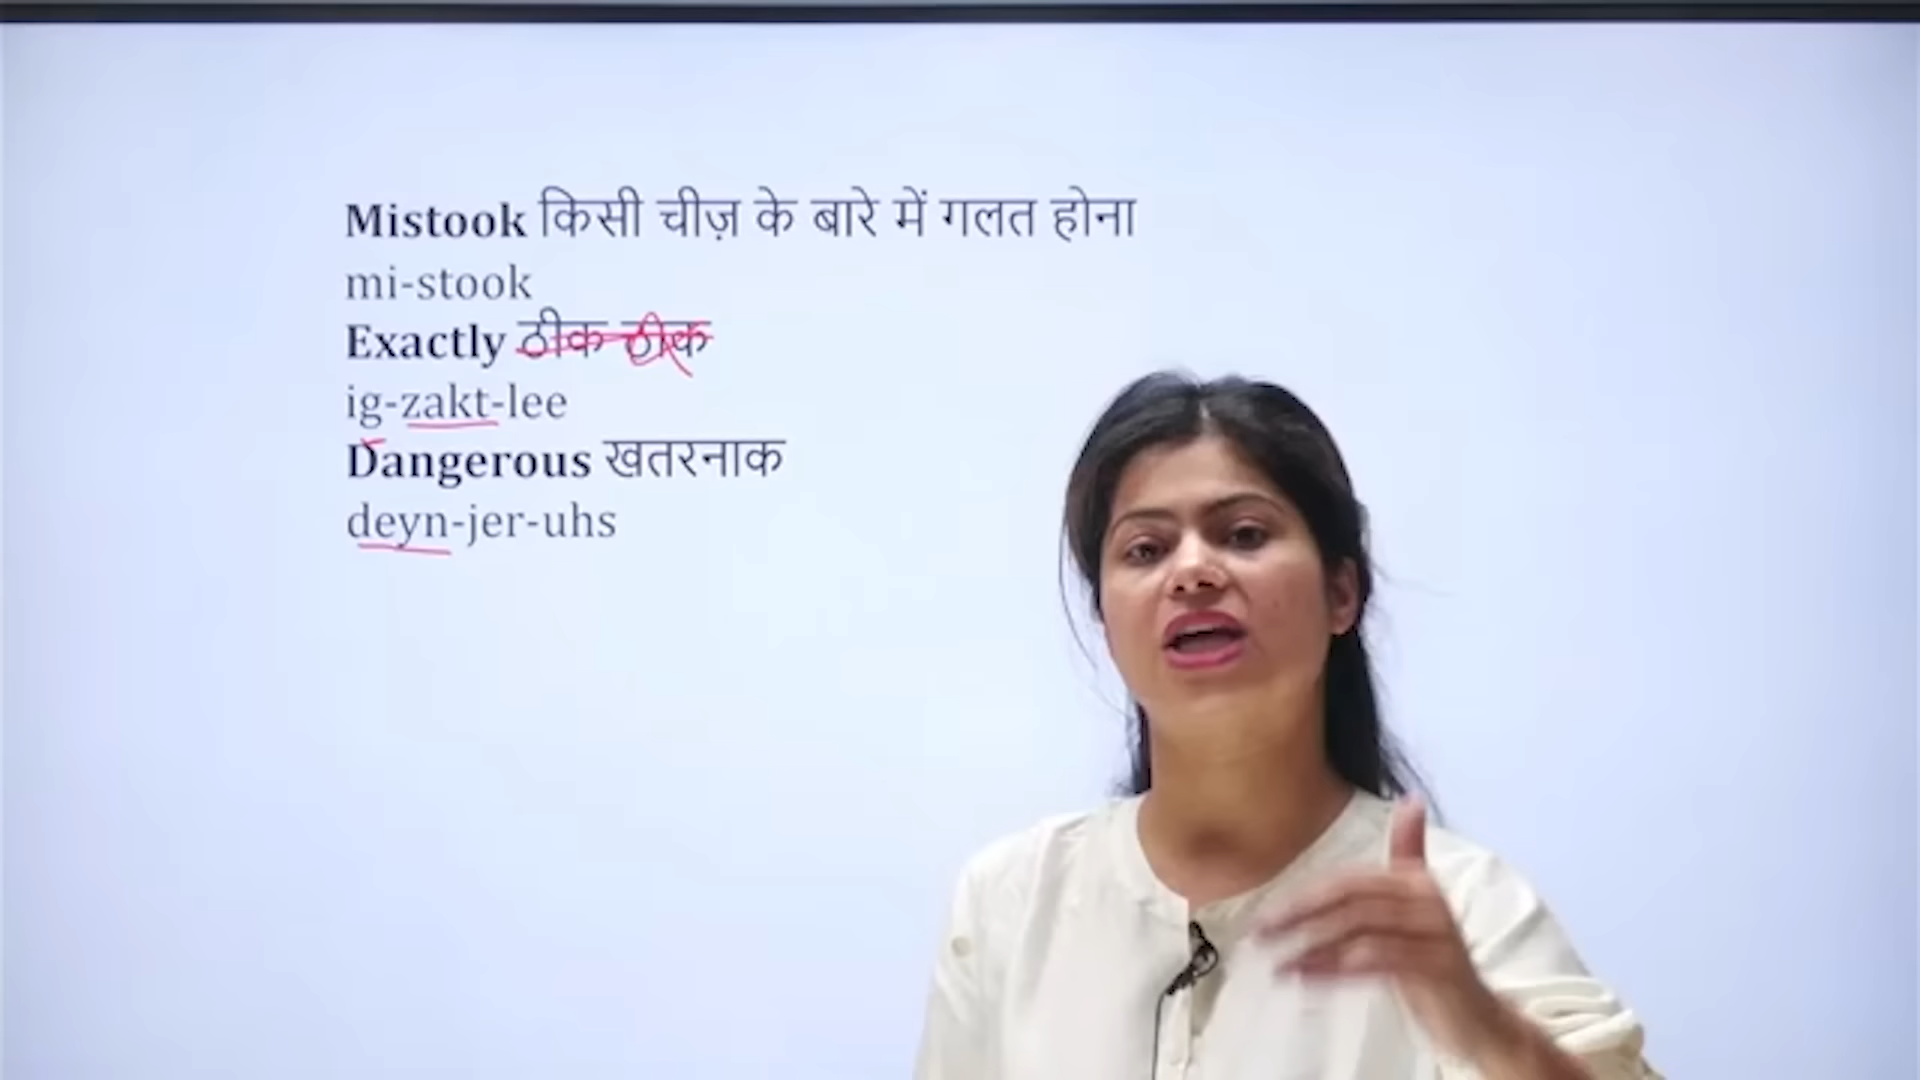 Mistook किसी चीज़ के बारे में गलत होना
mi-stook
Exactly ठीक ठीक
ig-zakt-lee
Dangerous खतरनाक
deyn-jer-uhs